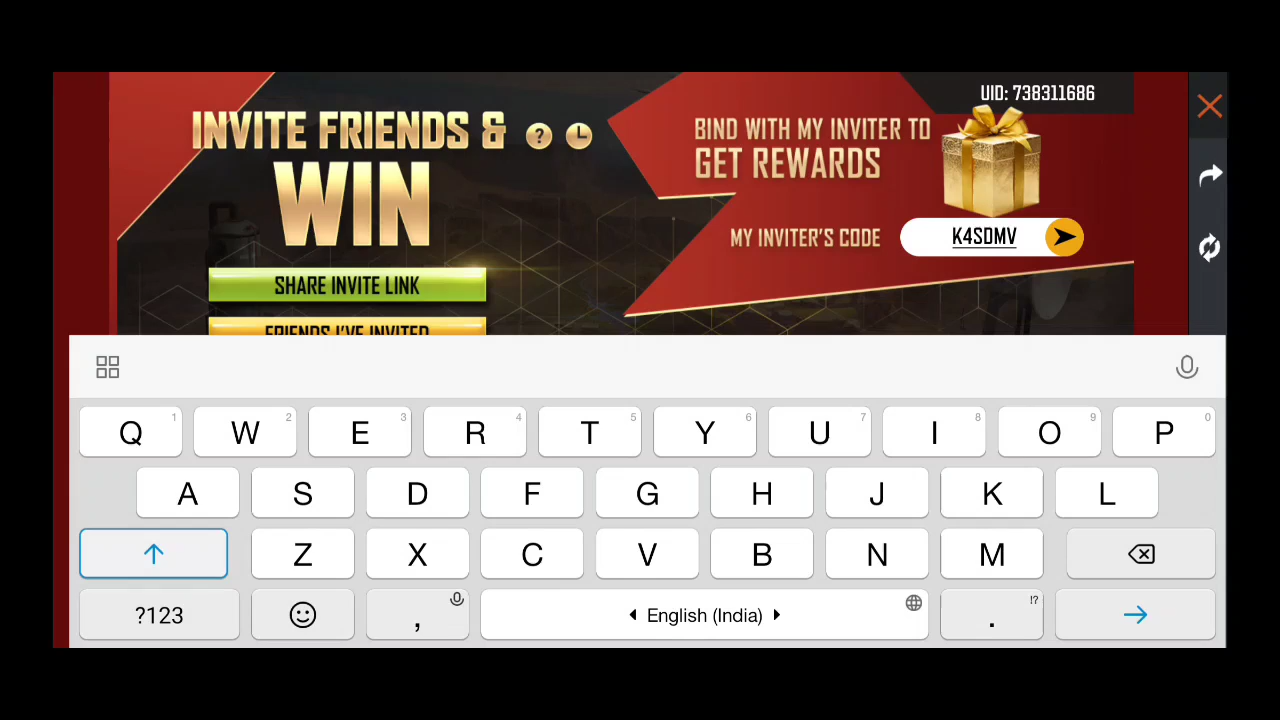 UID: 738311686
INVITE FRIENDS & ?
WIN
BIND WITH MY INVITER TO
GET REWARDS
MY INVITER'S CODE K4SDMV
SHARE INVITE LINK
FRIENDS I'VE INVITED
Q 1 W 2 E 3 R 4 T 5 Y 6 U 7 I 8 O 9 P 0
A S D F G H J K L
Z X C V B N M
?123 , English (India) . !?